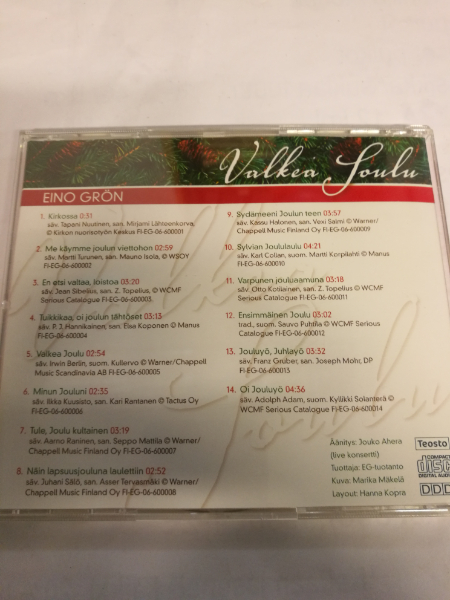 Valkea Joulu
EINO GRÖN
1. Kirkossa 0:31
säv. Tapani Nuutinen, san. Mirjami Lähteenkorva,
© Kirkon nuorisotyön Keskus FI-EG-06-600001
2. Me käymme joulun viettohon 02:59
säv. Martti Turunen, san. Mauno Isola, © WSOY
FI-EG-06-600002
3. En etsi valtaa, loistoa 03:20
säv. Jean Sibelius, san. Z. Topelius, © WCMF
Serious Catalogue FI-EG-06-600003
4. Tuikkikaa, oi joulun tähtöset 03:13
säv. P. J. Hannikainen, san. Elsa Koponen © Manus
FI-EG-06-600004
5. Valkea Joulu 02:54
säv. Irwin Berlin, suom. Kullervo © Warner/Chappell
Music Scandinavia AB FI-EG-06-600005
6. Minun Jouluni 02:35
säv. Ilkka Kuusisto, san. Kari Rantanen © Tactus Oy
FI-EG-06-600006
7. Tule, Joulu kultainen 03:19
säv. Aarno Raninen, san. Seppo Mattila © Warner/
Chappell Music Finland Oy FI-EG-06-600007
8. Näin lapsuusjouluna laulettiin 02:52
säv. Juhani Sälö, san. Asser Tervasmäki © Warner/
Chappell Music Finland Oy FI-EG-06-600008
9. Sydämeeni Joulun teen 03:57
säv. Kassu Halonen, san. Vexi Salmi © Warner/
Chappell Music Finland Oy FI-EG-06-600009
10. Sylvian Joululaulu 04:21
säv. Karl Collan, suom. Martti Korpilahti © Manus
FI-EG-06-600010
11. Varpunen jouluaamuna 03:18
säv. Otto Kotilainen, san. Z. Topelius © WCMF
Serious Catalogue FI-EG-06-600011
12. Ensimmäinen Joulu 03:02
trad., suom. Sauvo Puhtila © WCMF Serious
Catalogue FI-EG-06-600012
13. Jouluyö, Juhlayö 03:32
säv. Franz Gruber, san. Joseph Mohr, DP
FI-EG-06-600013
14. Oi Jouluyö 04:36
säv. Adolph Adam, suom. Kyllikki Solanterä ©
WCMF Serious Catalogue FI-EG-06-600014
Äänitys: Jouko Ahera
(live konsertti)
Tuottaja: EG-tuotanto
Kuva: Marika Mäkelä
Layout: Hanna Kopra
Teosto
COMPACT
disc
DIGITAL AUDIO
DDD